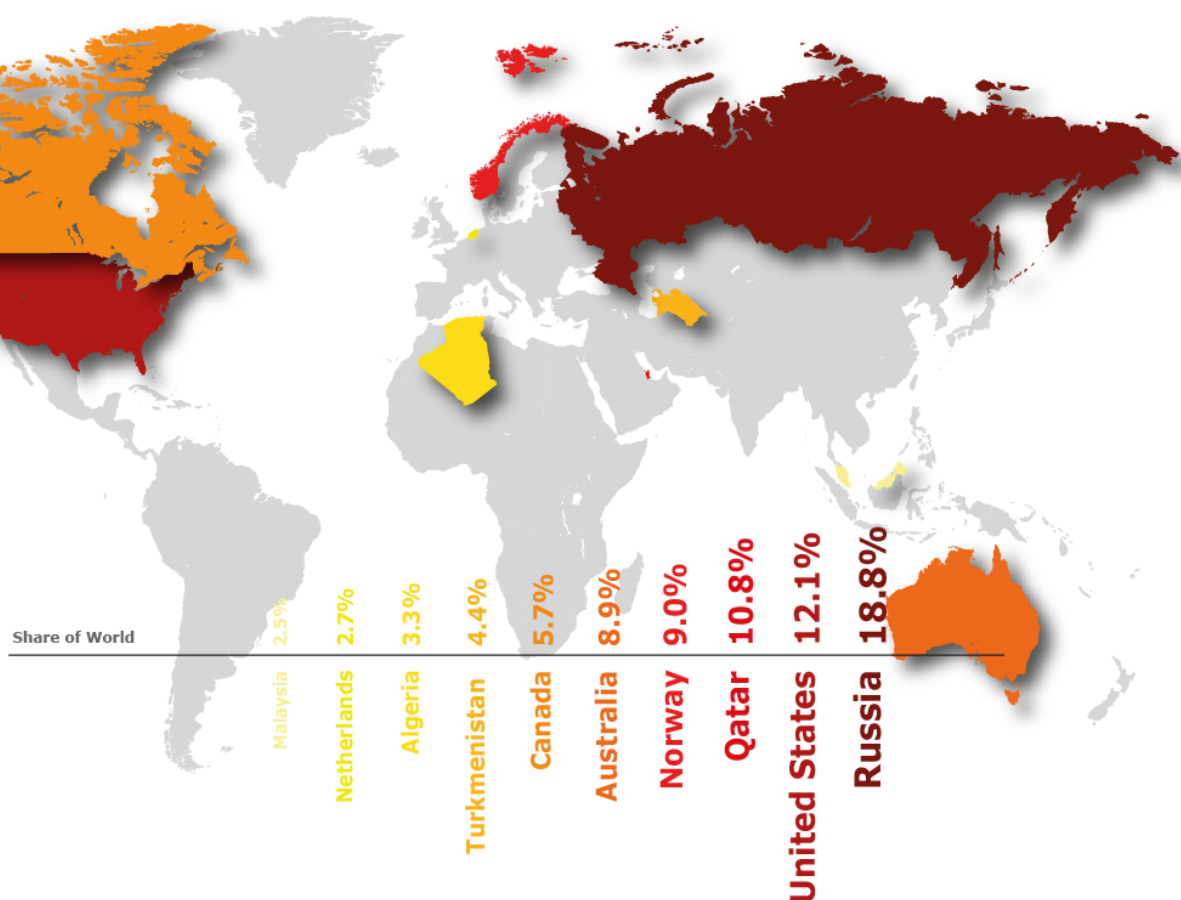 Share of World
2.5%
2.7%
3.3%
4.4%
5.7%
8.9%
9.0%
10.8%
12.1%
18.8%
Malaysia
Netherlands
Algeria
Turkmenistan
Canada
Australia
Norway
Qatar
United States
Russia